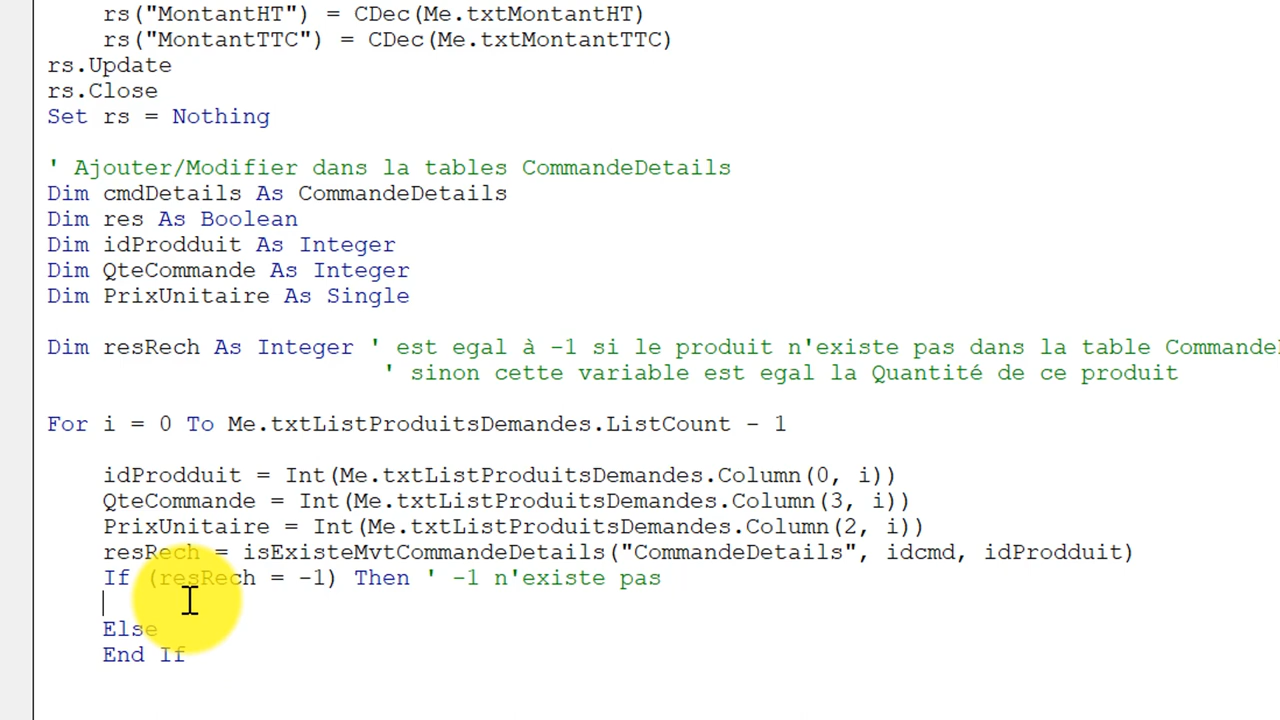 rs("MontantHT") = CDec(Me.txtMontantHT)
rs("MontantTTC") = CDec(Me.txtMontantTTC)
rs.Update
rs.Close
Set rs = Nothing
' Ajouter/Modifier dans la tables CommandeDetails
Dim cmdDetails As CommandeDetails
Dim res As Boolean
Dim idProdduit As Integer
Dim QteCommande As Integer
Dim PrixUnitaire As Single
Dim resRech As Integer ' est egal à -1 si le produit n'existe pas dans la table Commande
' sinon cette variable est egal la Quantité de ce produit
For i = 0 To Me.txtListProduitsDemandes.ListCount - 1
idProdduit = Int(Me.txtListProduitsDemandes.Column(0, i))
QteCommande = Int(Me.txtListProduitsDemandes.Column(3, i))
PrixUnitaire = Int(Me.txtListProduitsDemandes.Column(2, i))
resRech = isExisteMvtCommandeDetails("CommandeDetails", idcmd, idProdduit)
If (resRech = -1) Then ' -1 n'existe pas
Else
End If